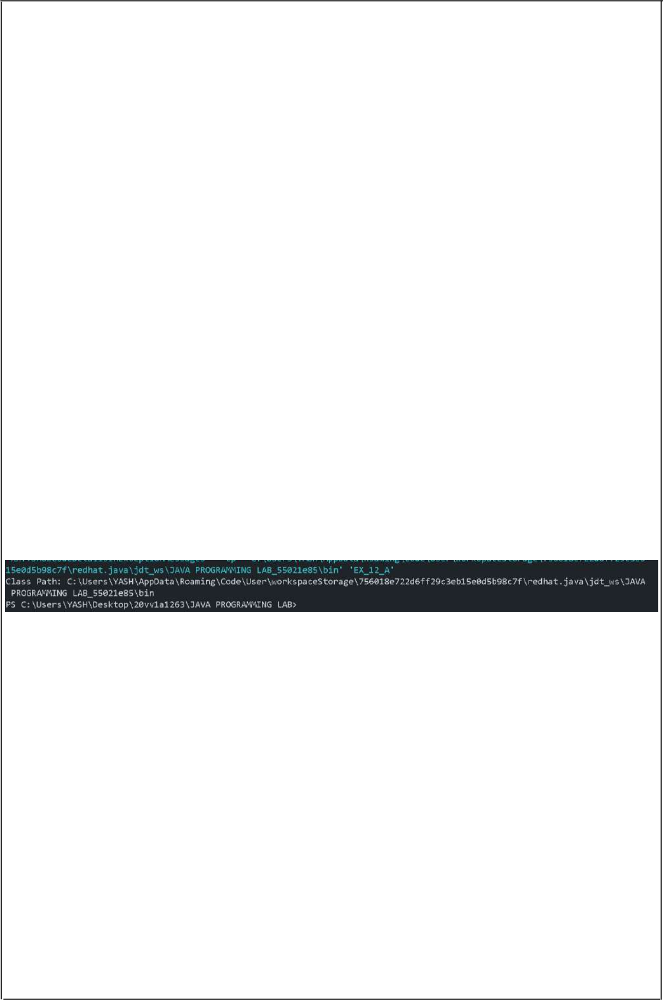 15e0d5b98c7f\redhat.java\jdt_ws\JAVA PROGRAMMING LAB_55021e85\bin' 'EX_12_A'
Class Path: C:\Users\YASH\AppData\Roaming\Code\User\workspaceStorage\756018e722d6ff29c3eb15e0d5b98c7f\redhat.java\jdt_ws\JAVA
PROGRAMMING LAB_55021e85\bin
PS C:\Users\YASH\Desktop\20vv1a1263\JAVA PROGRAMMING LAB>